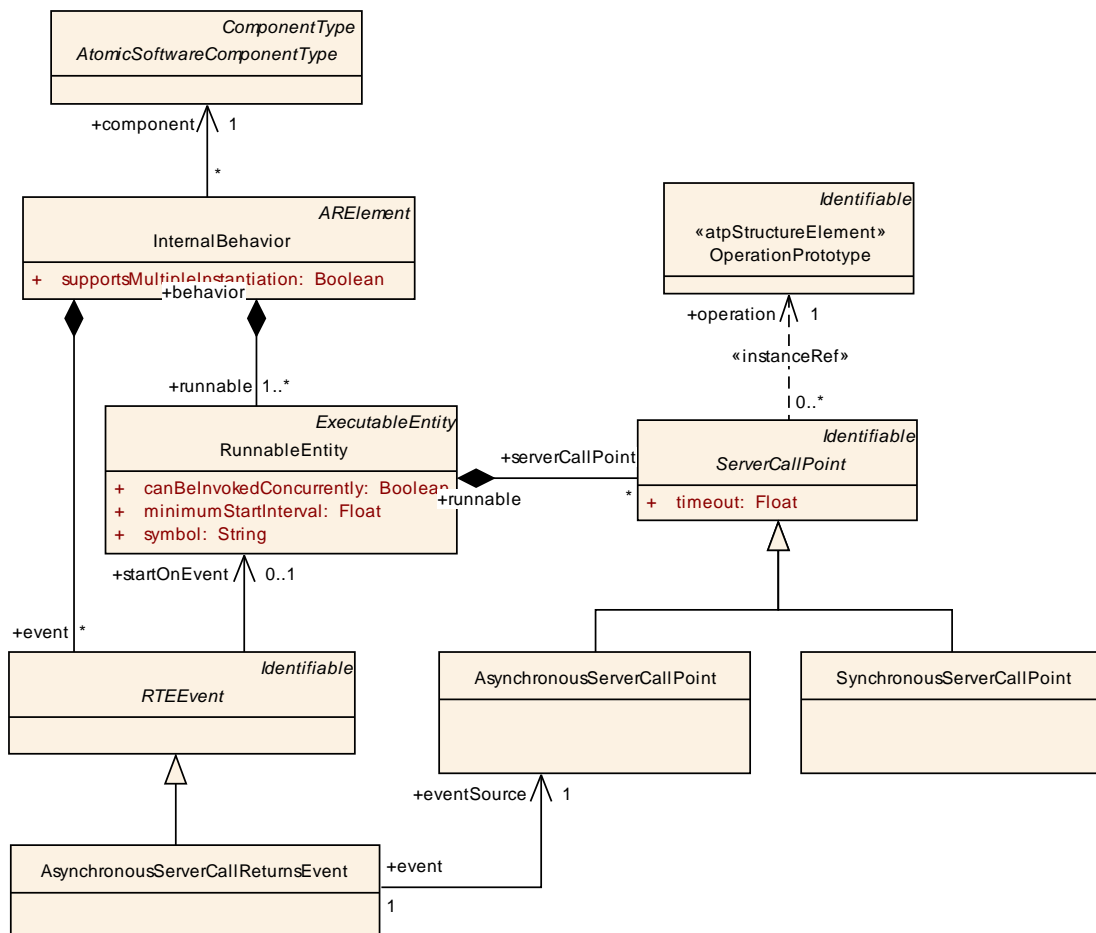 ComponentType
AtomicSoftwareComponentType
+component 1
*
ARElement
InternalBehavior
+ supportsMultipleInstantiation: Boolean
+behavior
Identifiable
«atpStructureElement»
OperationPrototype
+operation 1
«instanceRef»
0..*
+runnable 1..*
ExecutableEntity
RunnableEntity
+ canBeInvokedConcurrently: Boolean
+ minimumStartInterval: Float
+ symbol: String
+serverCallPoint
+runnable
*
Identifiable
ServerCallPoint
+ timeout: Float
+startOnEvent 0..1
+event *
Identifiable
RTEEvent
AsynchronousServerCallPoint
SynchronousServerCallPoint
+eventSource 1
AsynchronousServerCallReturnsEvent
+event
1